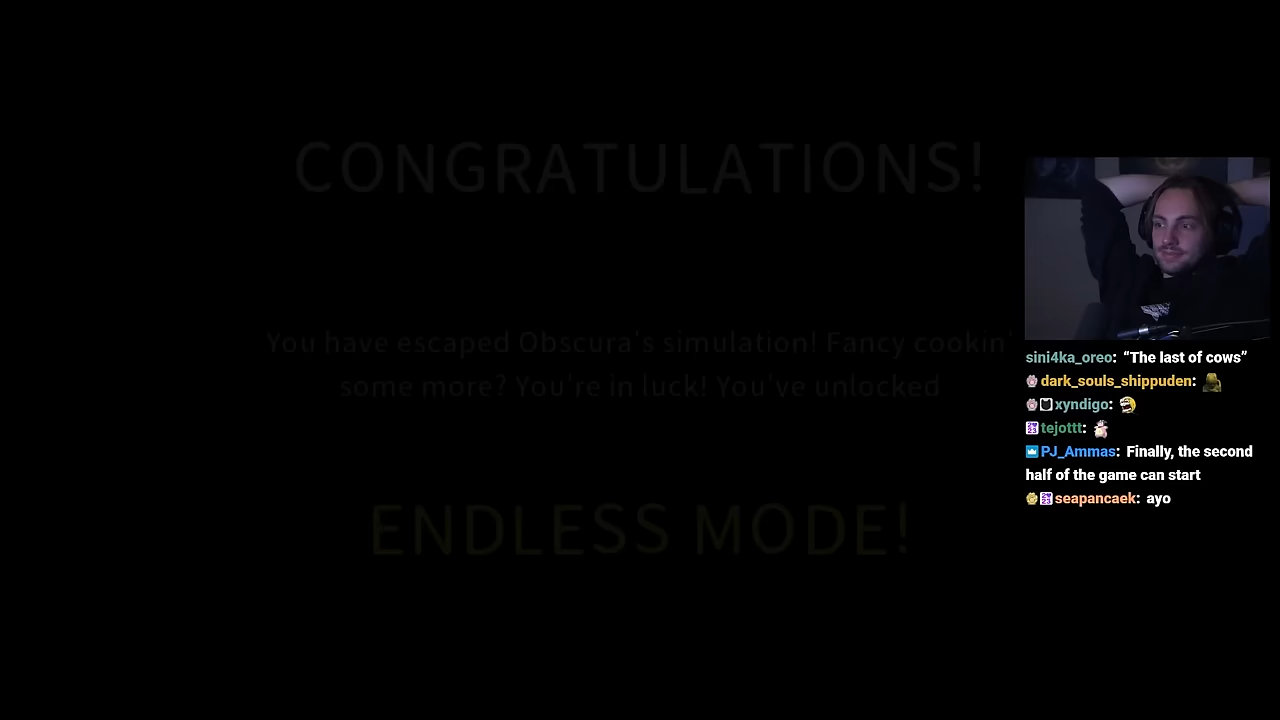 CONGRATULATIONS!
You have escaped Obscura's simulation! Fancy cookin'
some more? You're in luck! You've unlocked
ENDLESS MODE!
sini4ka_oreo: “The last of cows”
dark_souls_shippuden:
xyndigo:
tejottt:
PJ_Ammas: Finally, the second
half of the game can start
seapancaek: ayo